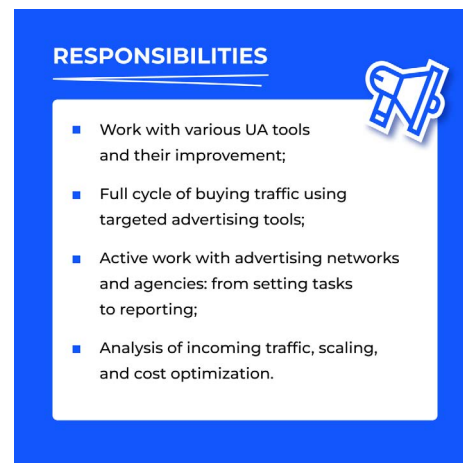 RESPONSIBILITIES
Work with various UA tools
and their improvement;
Full cycle of buying traffic using
targeted advertising tools;
Active work with advertising networks
and agencies: from setting tasks
to reporting;
Analysis of incoming traffic, scaling,
and cost optimization.